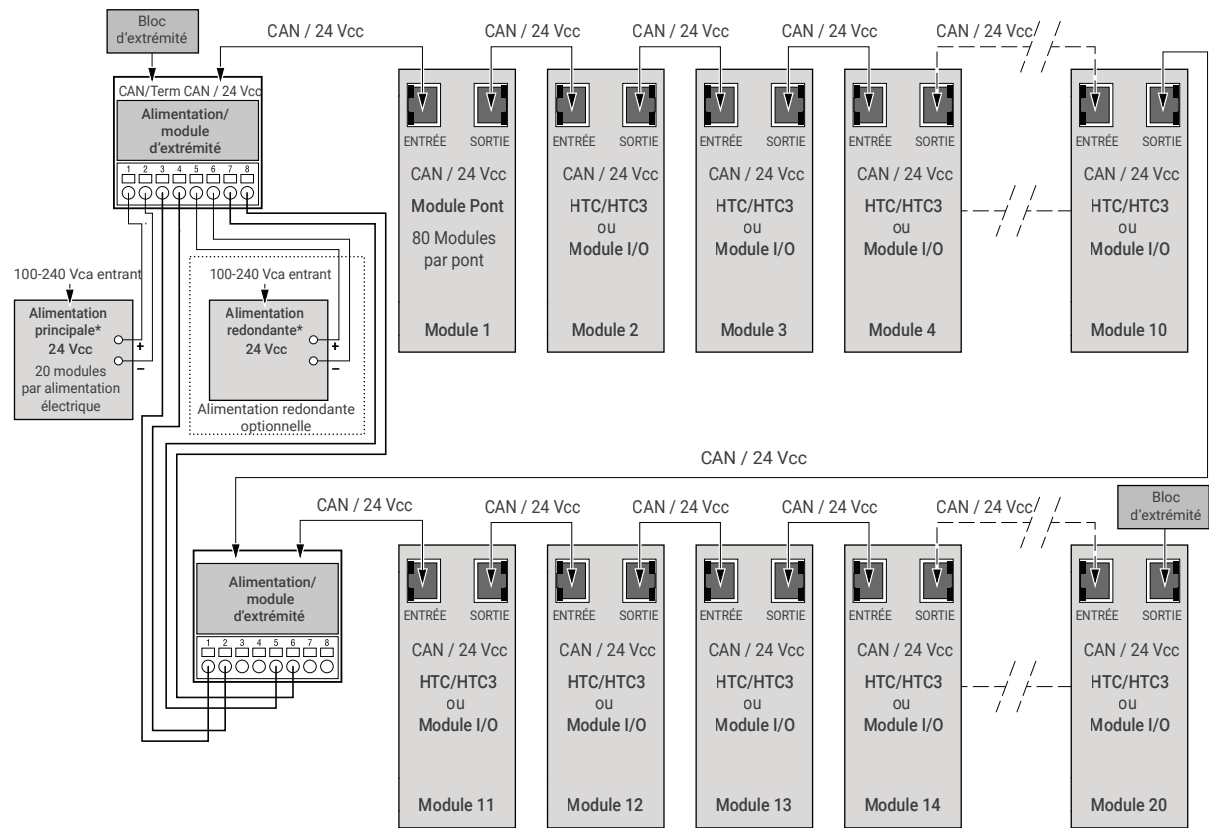 Bloc
d'extrémité
CAN / 24 Vcc
CAN / 24 Vcc
CAN / 24 Vcc
CAN / 24 Vcc
CAN / 24 Vcc
CAN/Term CAN / 24 Vcc
Alimentation/
module
d'extrémité
1 2 3 4 5 6 7 8
ENTRÉE SORTIE
CAN / 24 Vcc
Module Pont
80 Modules
par pont
Module 1
ENTRÉE SORTIE
CAN / 24 Vcc
HTC/HTC3
ou
Module I/O
Module 2
ENTRÉE SORTIE
CAN / 24 Vcc
HTC/HTC3
ou
Module I/O
Module 3
ENTRÉE SORTIE
CAN / 24 Vcc
HTC/HTC3
ou
Module I/O
Module 4
ENTRÉE SORTIE
CAN / 24 Vcc
HTC/HTC3
ou
Module I/O
Module 10
100-240 Vca entrant
Alimentation
principale*
24 Vcc
+
–
20 modules
par alimentation
électrique
100-240 Vca entrant
Alimentation
redondante*
24 Vcc
+
–
Alimentation redondante
optionnelle
CAN / 24 Vcc
CAN / 24 Vcc
CAN / 24 Vcc
CAN / 24 Vcc
CAN / 24 Vcc
CAN / 24 Vcc
Bloc
d'extrémité
Alimentation/
module
d'extrémité
1 2 3 4 5 6 7 8
ENTRÉE SORTIE
CAN / 24 Vcc
HTC/HTC3
ou
Module I/O
Module 11
ENTRÉE SORTIE
CAN / 24 Vcc
HTC/HTC3
ou
Module I/O
Module 12
ENTRÉE SORTIE
CAN / 24 Vcc
HTC/HTC3
ou
Module I/O
Module 13
ENTRÉE SORTIE
CAN / 24 Vcc
HTC/HTC3
ou
Module I/O
Module 14
ENTRÉE SORTIE
CAN / 24 Vcc
HTC/HTC3
ou
Module I/O
Module 20